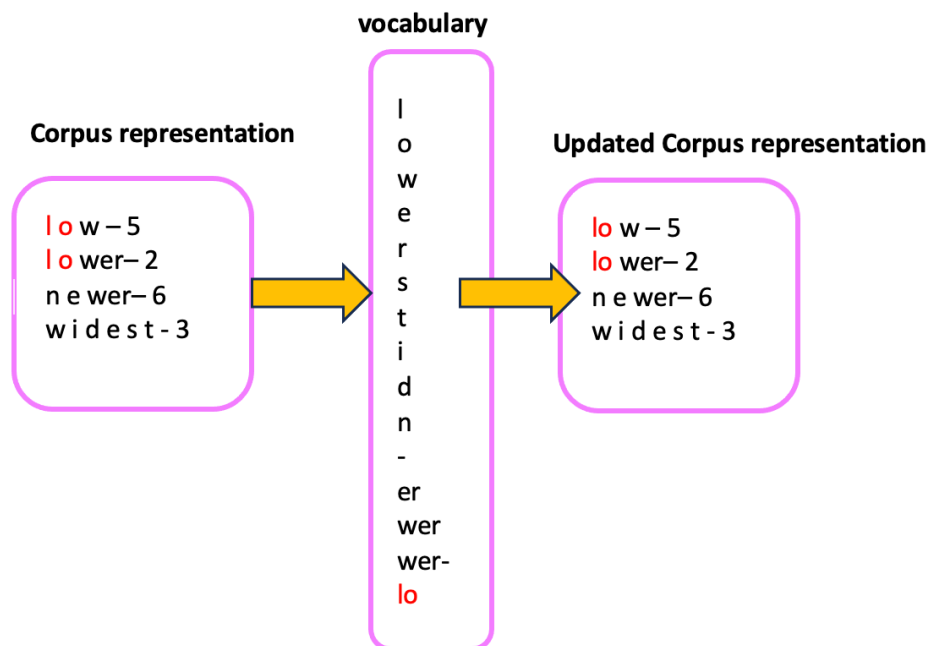 vocabulary
Corpus representation
l o w – 5
l o wer– 2
n e wer– 6
w i d e s t - 3
l
o
w
e
r
s
t
i
d
n
-
er
wer
wer-
lo
Updated Corpus representation
lo w – 5
lo wer– 2
n e wer– 6
w i d e s t - 3